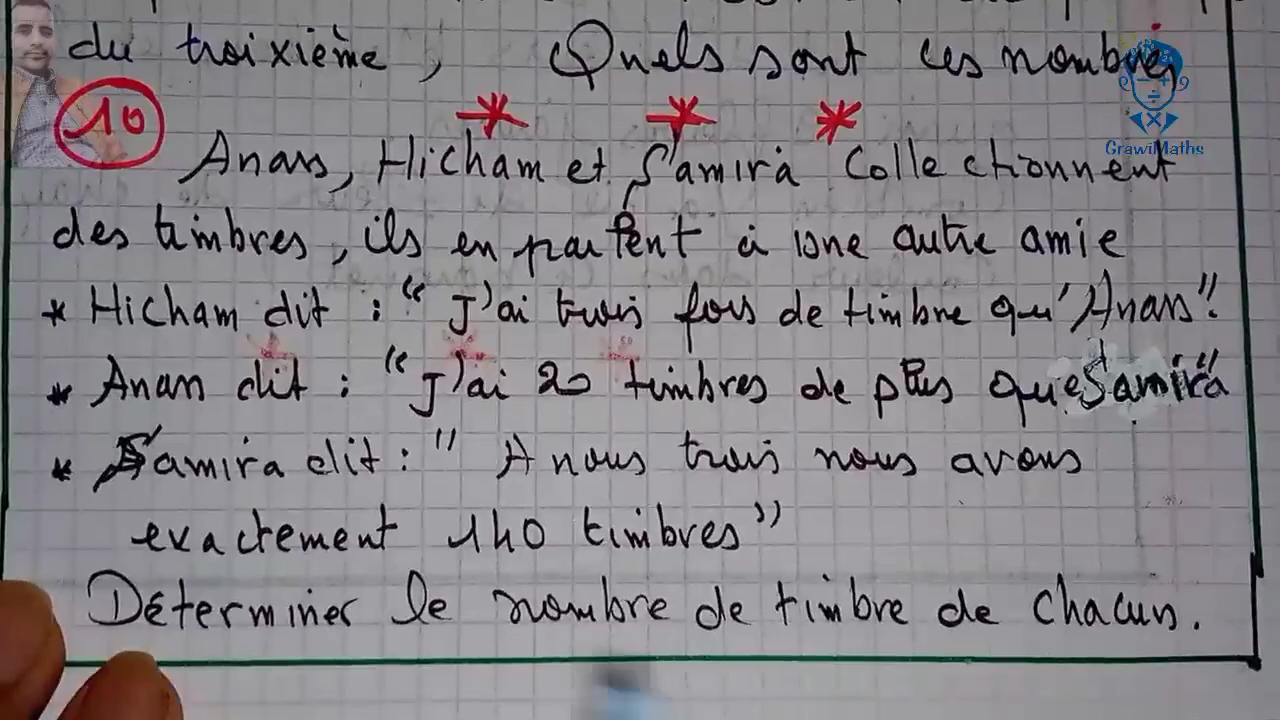 du troixième, Quels sont ces nombres
10
GrawiMaths
Anas, Hicham et Samira Collectionnent
des timbres, ils en parlent à une autre amie
* Hicham dit : "J'ai trois fois de timbre qu'Anas".
* Anan dit : "J'ai 20 timbres de plus que Samira"
* Samira dit : " A nous trois nous avons
exactement 140 timbres"
Déterminer le nombre de timbre de chacun.